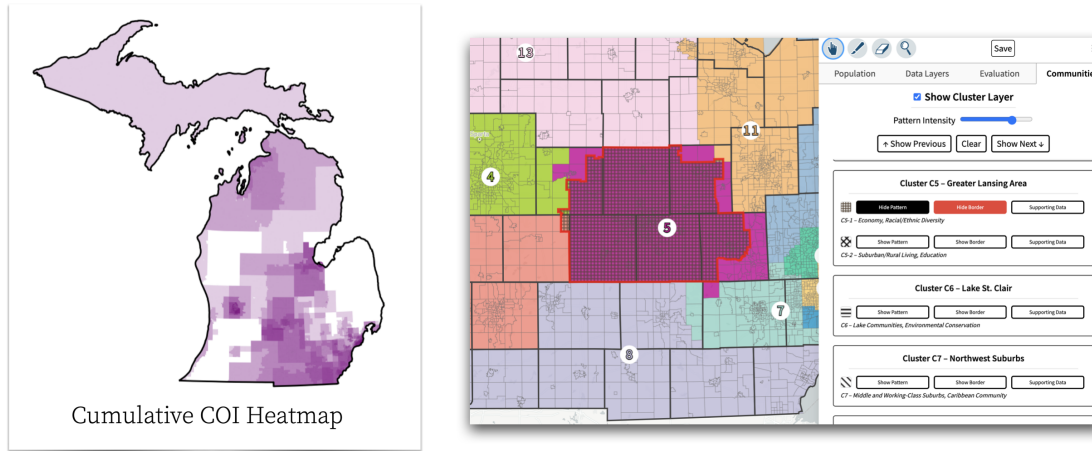 Cumulative COI Heatmap
13
11
4
5
7
8
Save
Population Data Layers Evaluation Communitie
Show Cluster Layer
Pattern Intensity
↑ Show Previous Clear Show Next ↓
Cluster C5 – Greater Lansing Area
Hide Pattern Hide Border Supporting Data
C5-1 – Economy, Racial/Ethnic Diversity
Show Pattern Show Border Supporting Data
C5-2 – Suburban/Rural Living, Education
Cluster C6 – Lake St. Clair
Show Pattern Show Border Supporting Data
C6 – Lake Communities, Environmental Conservation
Cluster C7 – Northwest Suburbs
Show Pattern Show Border Supporting Data
C7 – Middle and Working-Class Suburbs, Caribbean Community